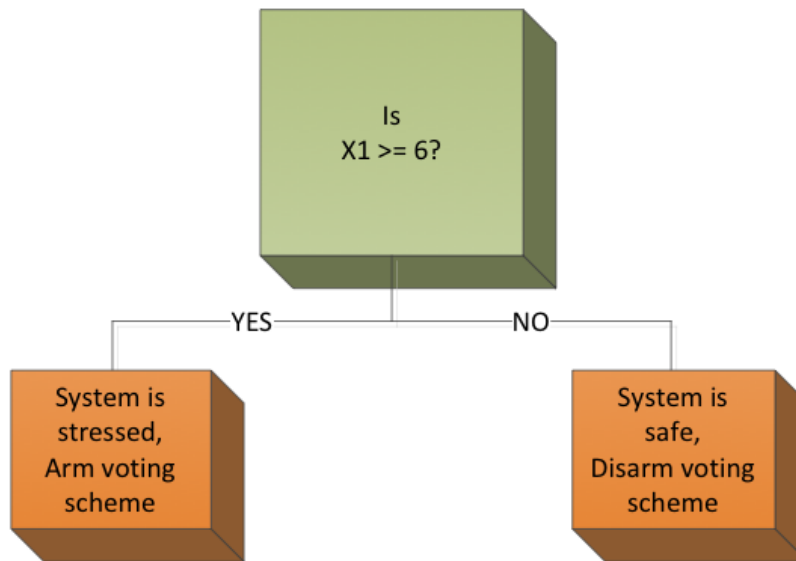 Is
X1 >= 6?
YES
NO
System is
stressed,
Arm voting
scheme
System is
safe,
Disarm voting
scheme